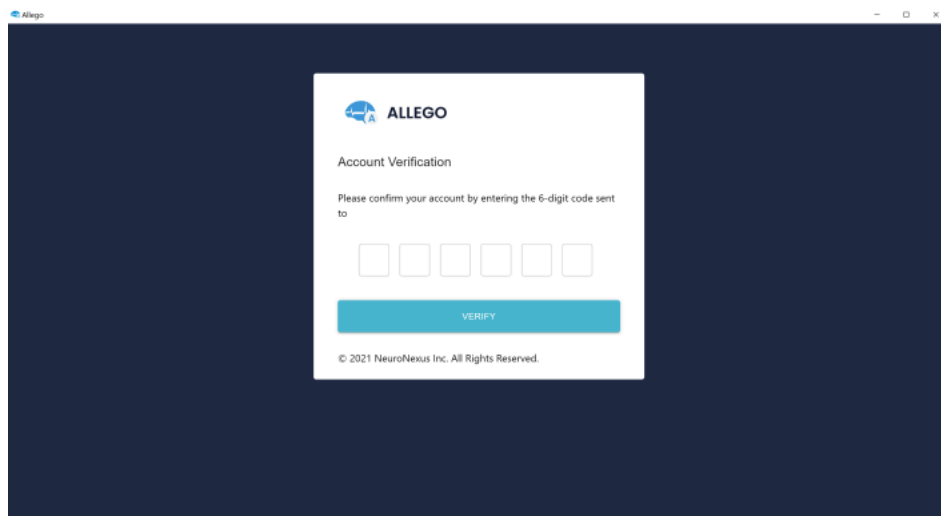 Allego
A
ALLEGO
Account Verification
Please confirm your account by entering the 6-digit code sent
to
VERIFY
© 2021 NeuroNexus Inc. All Rights Reserved.